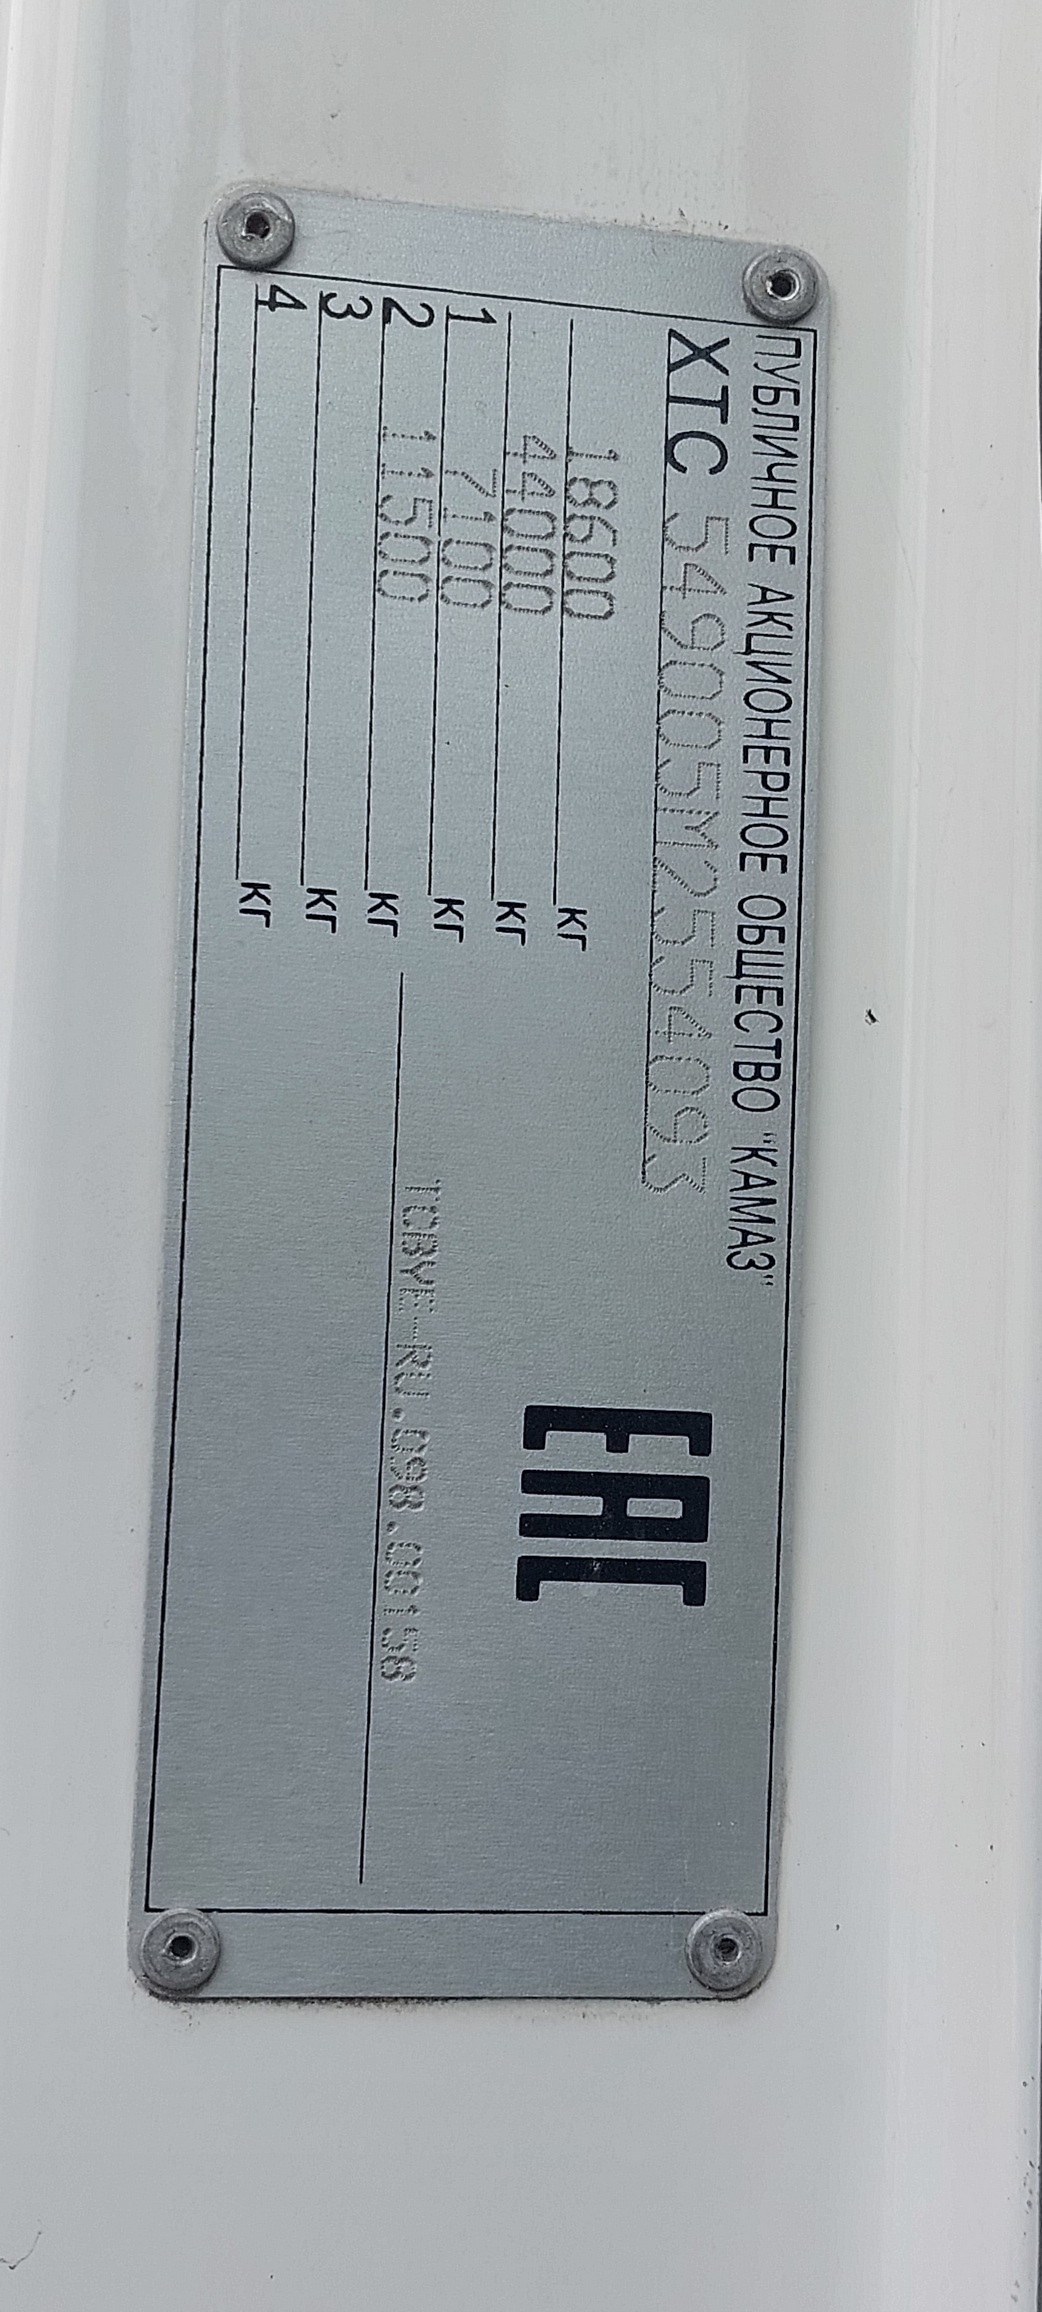 ПУБЛИЧНОЕ АКЦИОНЕРНОЕ ОБЩЕСТВО "КАМАЗ"
XTC 549005M2554093
EAC
18600 КГ
44000 КГ
1 7100 КГ
2 11500 КГ
TCBYE-RU.098.00158
3 КГ
4 КГ